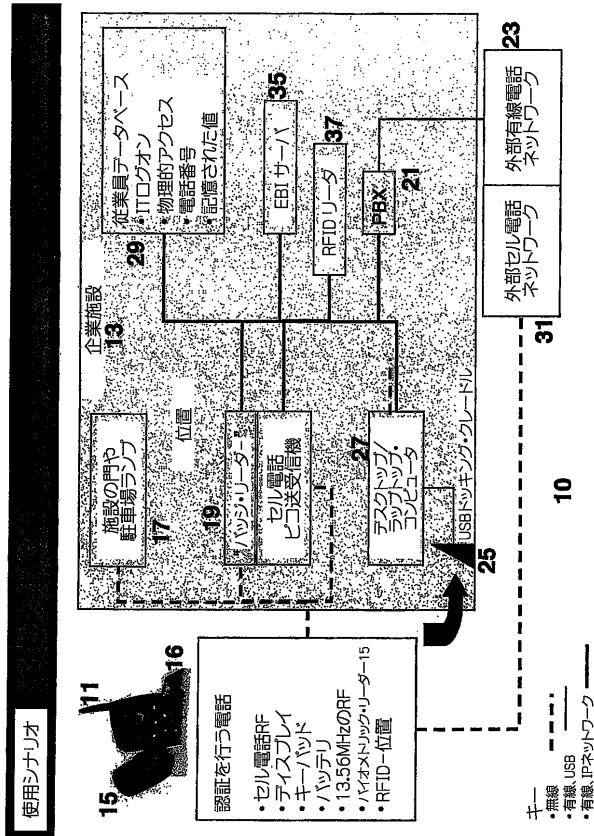 使用シナリオ
15
11
16
認証を行う電話
・セル電話RF
・ディスプレイ
・キーパッド
・バッテリ
・13.56MHzのRF
・バイオメトリック・リーダー15
・RFID-位置
企業施設
13
施設の門や
駐車場ランプ
17
位置
19
バッジ・リーダー
セル電話
ピコ送受信機
27
デスクトップ/
ラップトップ・
コンピュータ
25
USBドッキング・クレードル
29
従業員データベース
・ITログオン
・物理的アクセス
・電話番号
・記憶された値
EBI サーバ
35
RFID リーダ
37
PBX
21
外部セル電話
ネットワーク
31
外部有線電話
ネットワーク
23
10
キー
・無線
・有線、USB
・有線、IPネットワーク